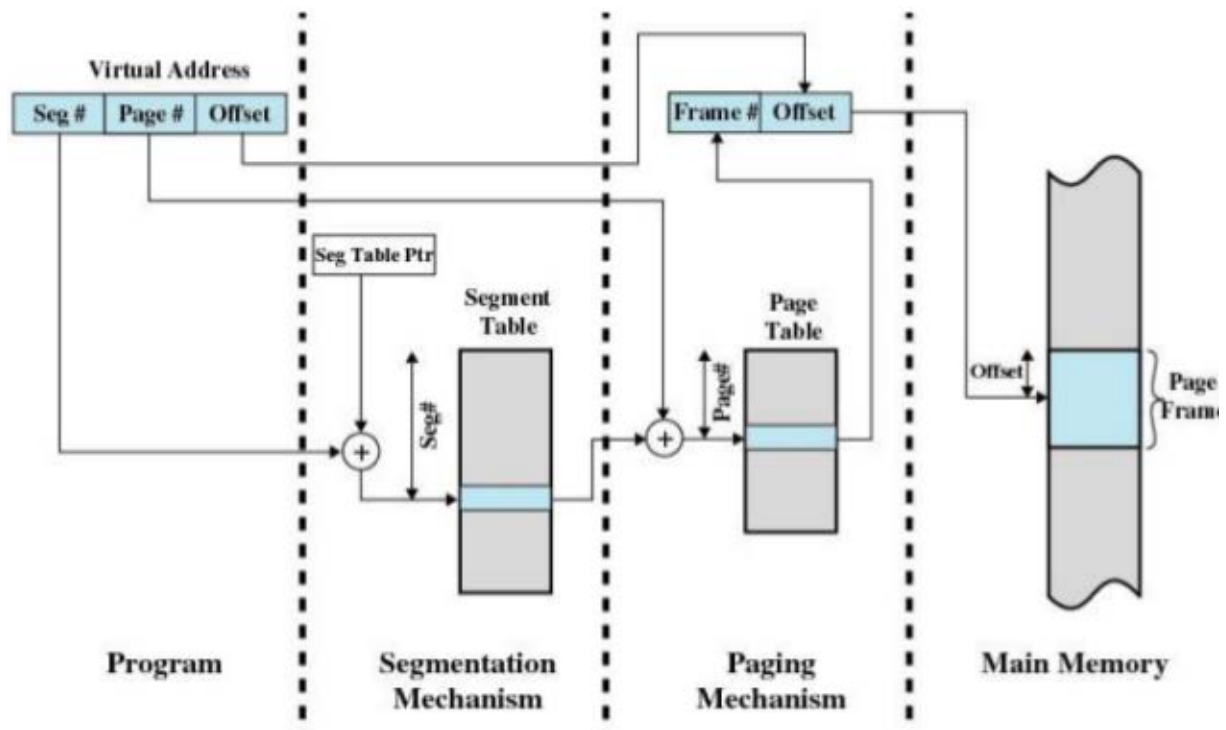 Virtual Address
Seg # Page # Offset
Frame # Offset
Seg Table Ptr
Segment
Table
Page
Table
Seg#
Page#
+
+
Offset
Page
Frame
Program
Segmentation
Mechanism
Paging
Mechanism
Main Memory